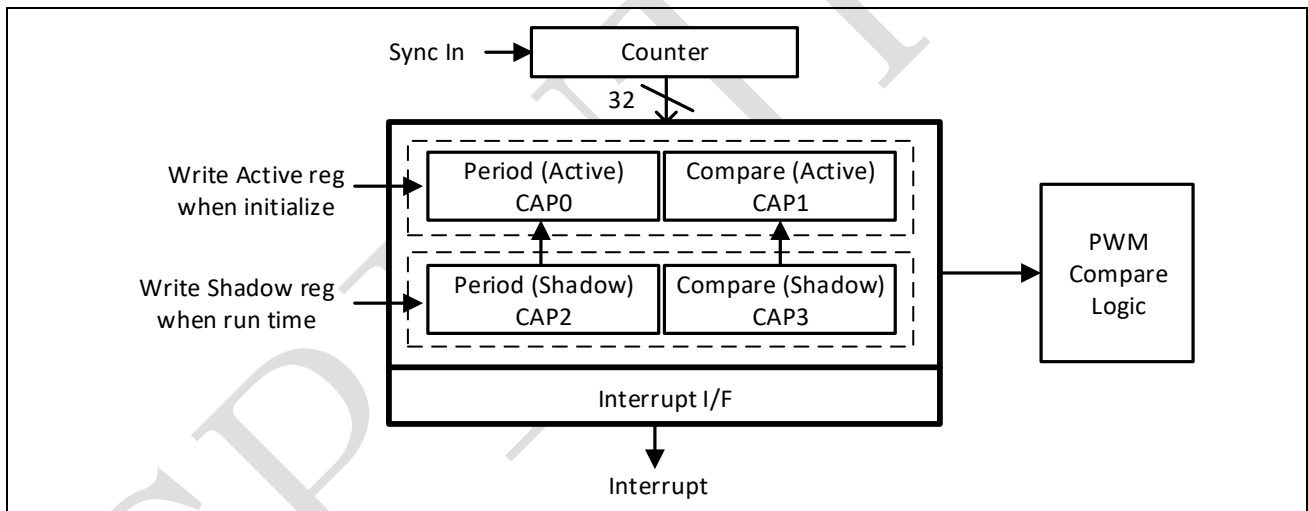 Sync In
Counter
32
Write Active reg
when initialize
Period (Active)
CAP0
Compare (Active)
CAP1
Write Shadow reg
when run time
Period (Shadow)
CAP2
Compare (Shadow)
CAP3
PWM
Compare
Logic
Interrupt I/F
Interrupt